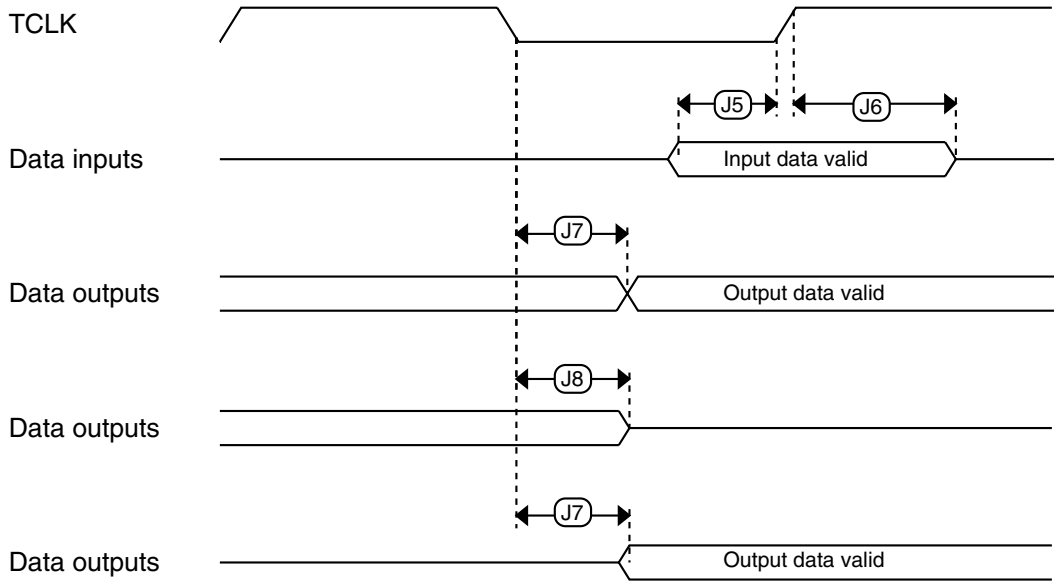 TCLK
J5
J6
Data inputs
Input data valid
J7
Data outputs
Output data valid
J8
Data outputs
J7
Data outputs
Output data valid